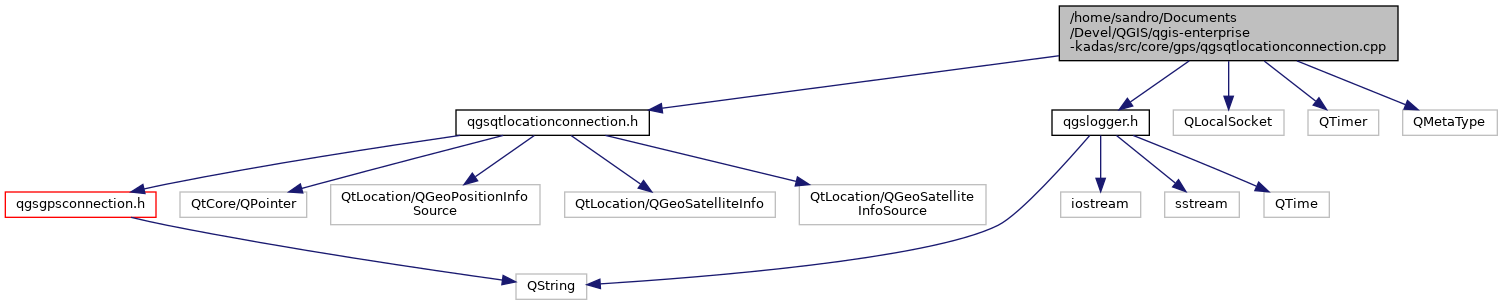 /home/sandro/Documents
/Devel/QGIS/qgis-enterprise
-kadas/src/core/gps/qgsqtlocationconnection.cpp
qgsqtlocationconnection.h
qgslogger.h
QLocalSocket
QTimer
QMetaType
qgsgpsconnection.h
QtCore/QPointer
QtLocation/QGeoPositionInfo
Source
QtLocation/QGeoSatelliteInfo
QtLocation/QGeoSatellite
InfoSource
iostream
sstream
QTime
QString